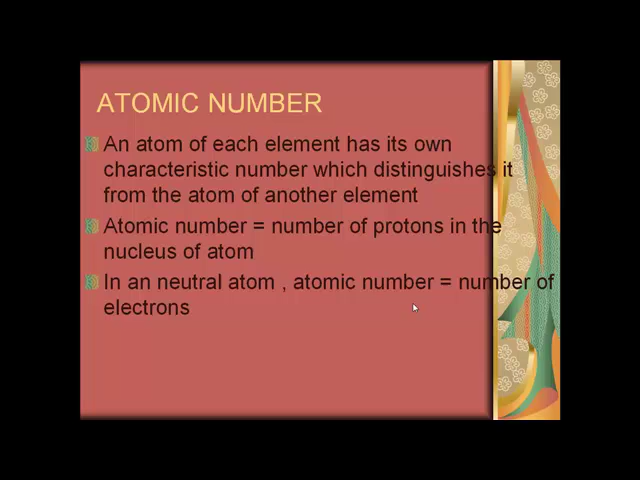 ATOMIC NUMBER
An atom of each element has its own
characteristic number which distinguishes it
from the atom of another element
Atomic number = number of protons in the
nucleus of atom
In an neutral atom , atomic number = number of
electrons